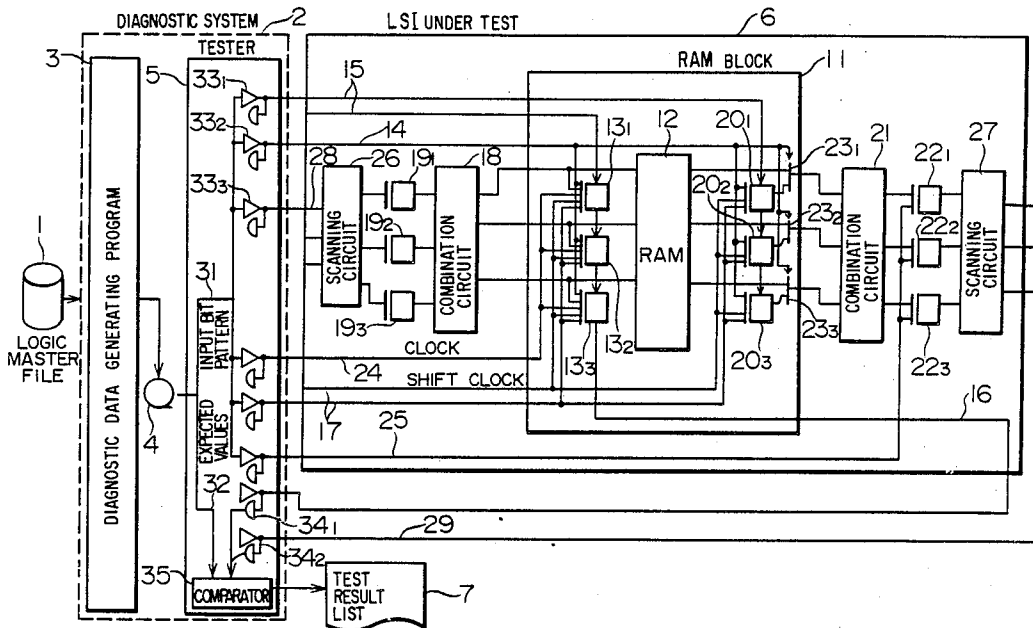 DIAGNOSTIC SYSTEM
2
LSI UNDER TEST
6
3
TESTER
5
RAM BLOCK
11
33₁
15
33₂
14
13₁
12
20₁
28
26
19₁
18
23₁
21
22₁
27
33₃
20₂
1
19₂
23₂
22₂
SCANNING CIRCUIT
COMBINATION CIRCUIT
RAM
COMBINATION CIRCUIT
SCANNING CIRCUIT
DIAGNOSTIC DATA GENERATING PROGRAM
31
LOGIC
MASTER
FILE
19₃
13₂
13₃
20₃
23₃
22₃
INPUT BIT
PATTERN
CLOCK
24
SHIFT CLOCK
16
4
17
EXPECTED
VALUES
25
32
34₁
29
34₂
35
COMPARATOR
TEST
RESULT
LIST
7